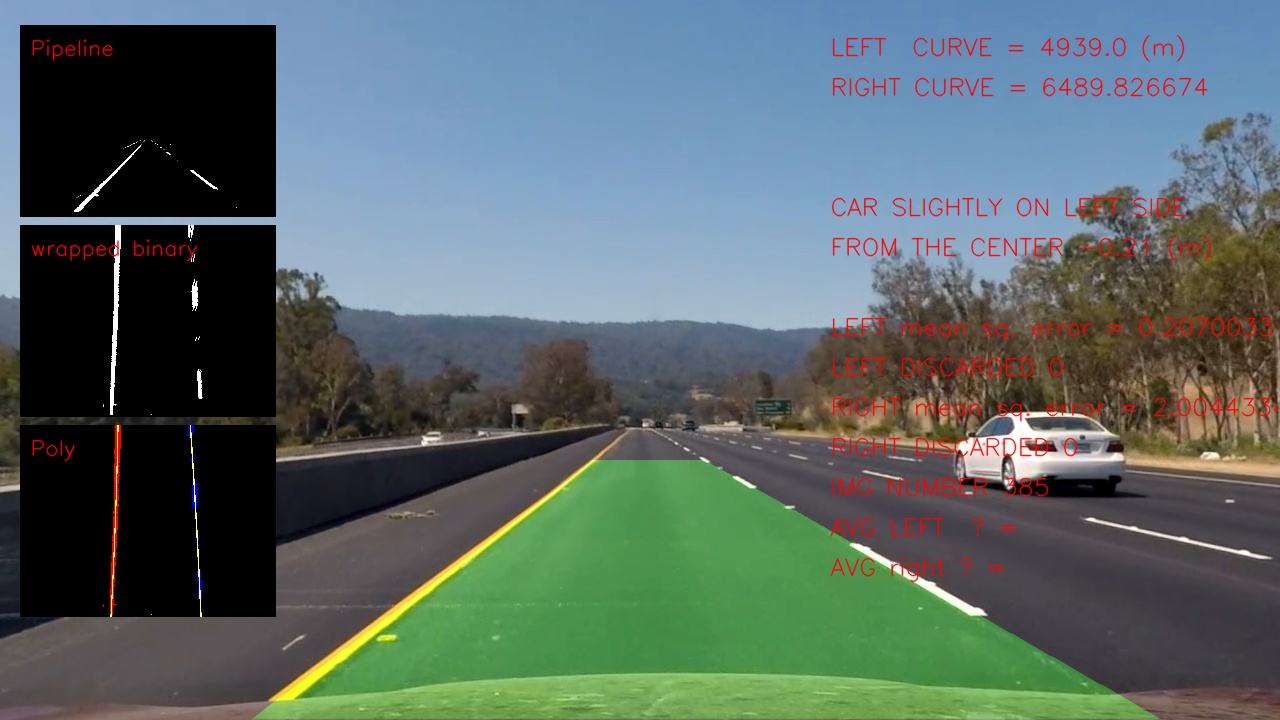 Pipeline
wrapped binary
Poly
LEFT CURVE = 4939.0 (m)
RIGHT CURVE = 6489.826674
CAR SLIGHTLY ON LEFT SIDE
FROM THE CENTER -0.21 (m)
LEFT mean sq. error = 0.2070033
LEFT DISCARDED 0
RIGHT mean sq. error = 2.004433
RIGHT DISCARDED 0
IMG NUMBER 385
AVG LEFT ? =
AVG right ? =